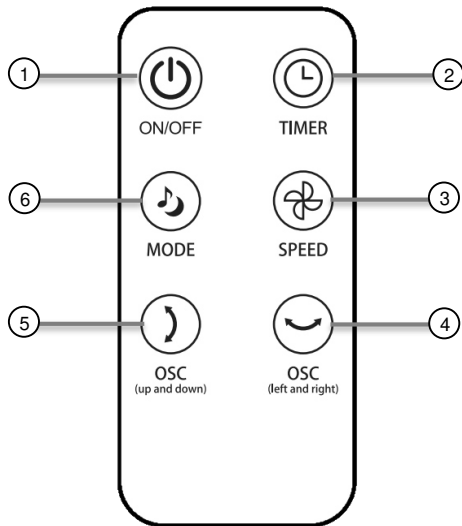 1
2
ON/OFF
TIMER
6
3
MODE
SPEED
5
4
OSC
(up and down)
OSC
(left and right)